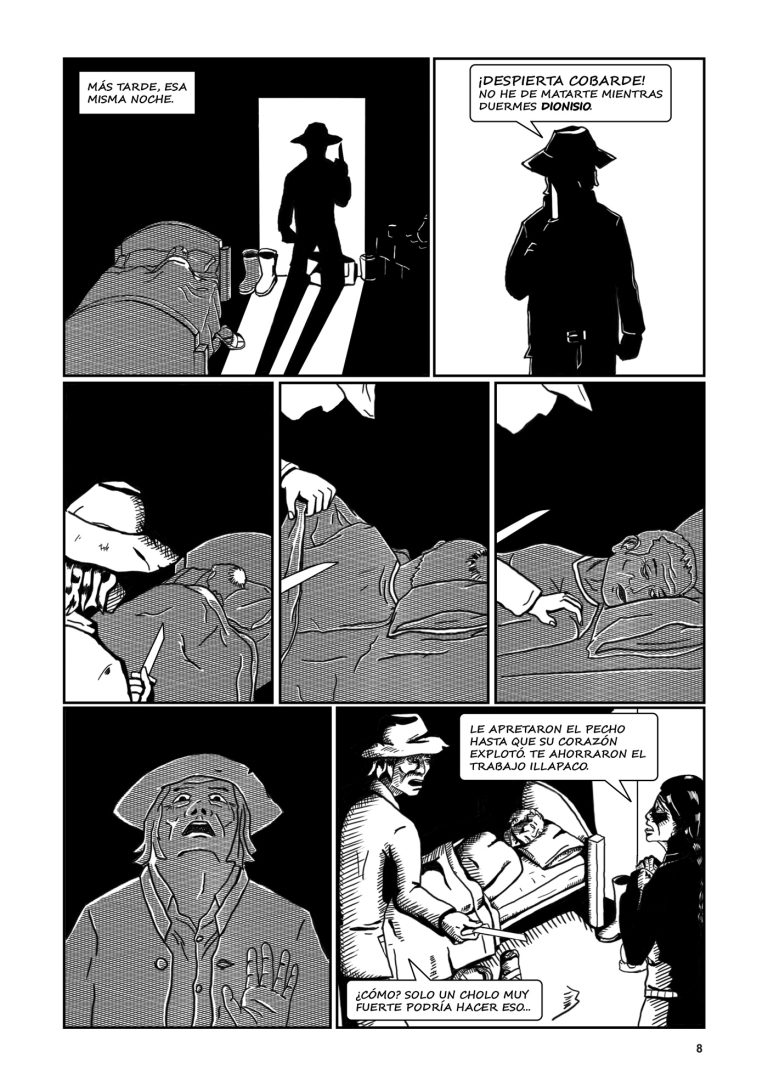 MÁS TARDE, ESA
MISMA NOCHE.
¡DESPIERTA COBARDE!
NO HE DE MATARTE MIENTRAS
DUERMES DIONISIO.
LE APRETARON EL PECHO
HASTA QUE SU CORAZÓN
EXPLOTÓ. TE AHORRARON EL
TRABAJO ILLAPACO.
¿CÓMO? SOLO UN CHOLO MUY
FUERTE PODRÍA HACER ESO...
8